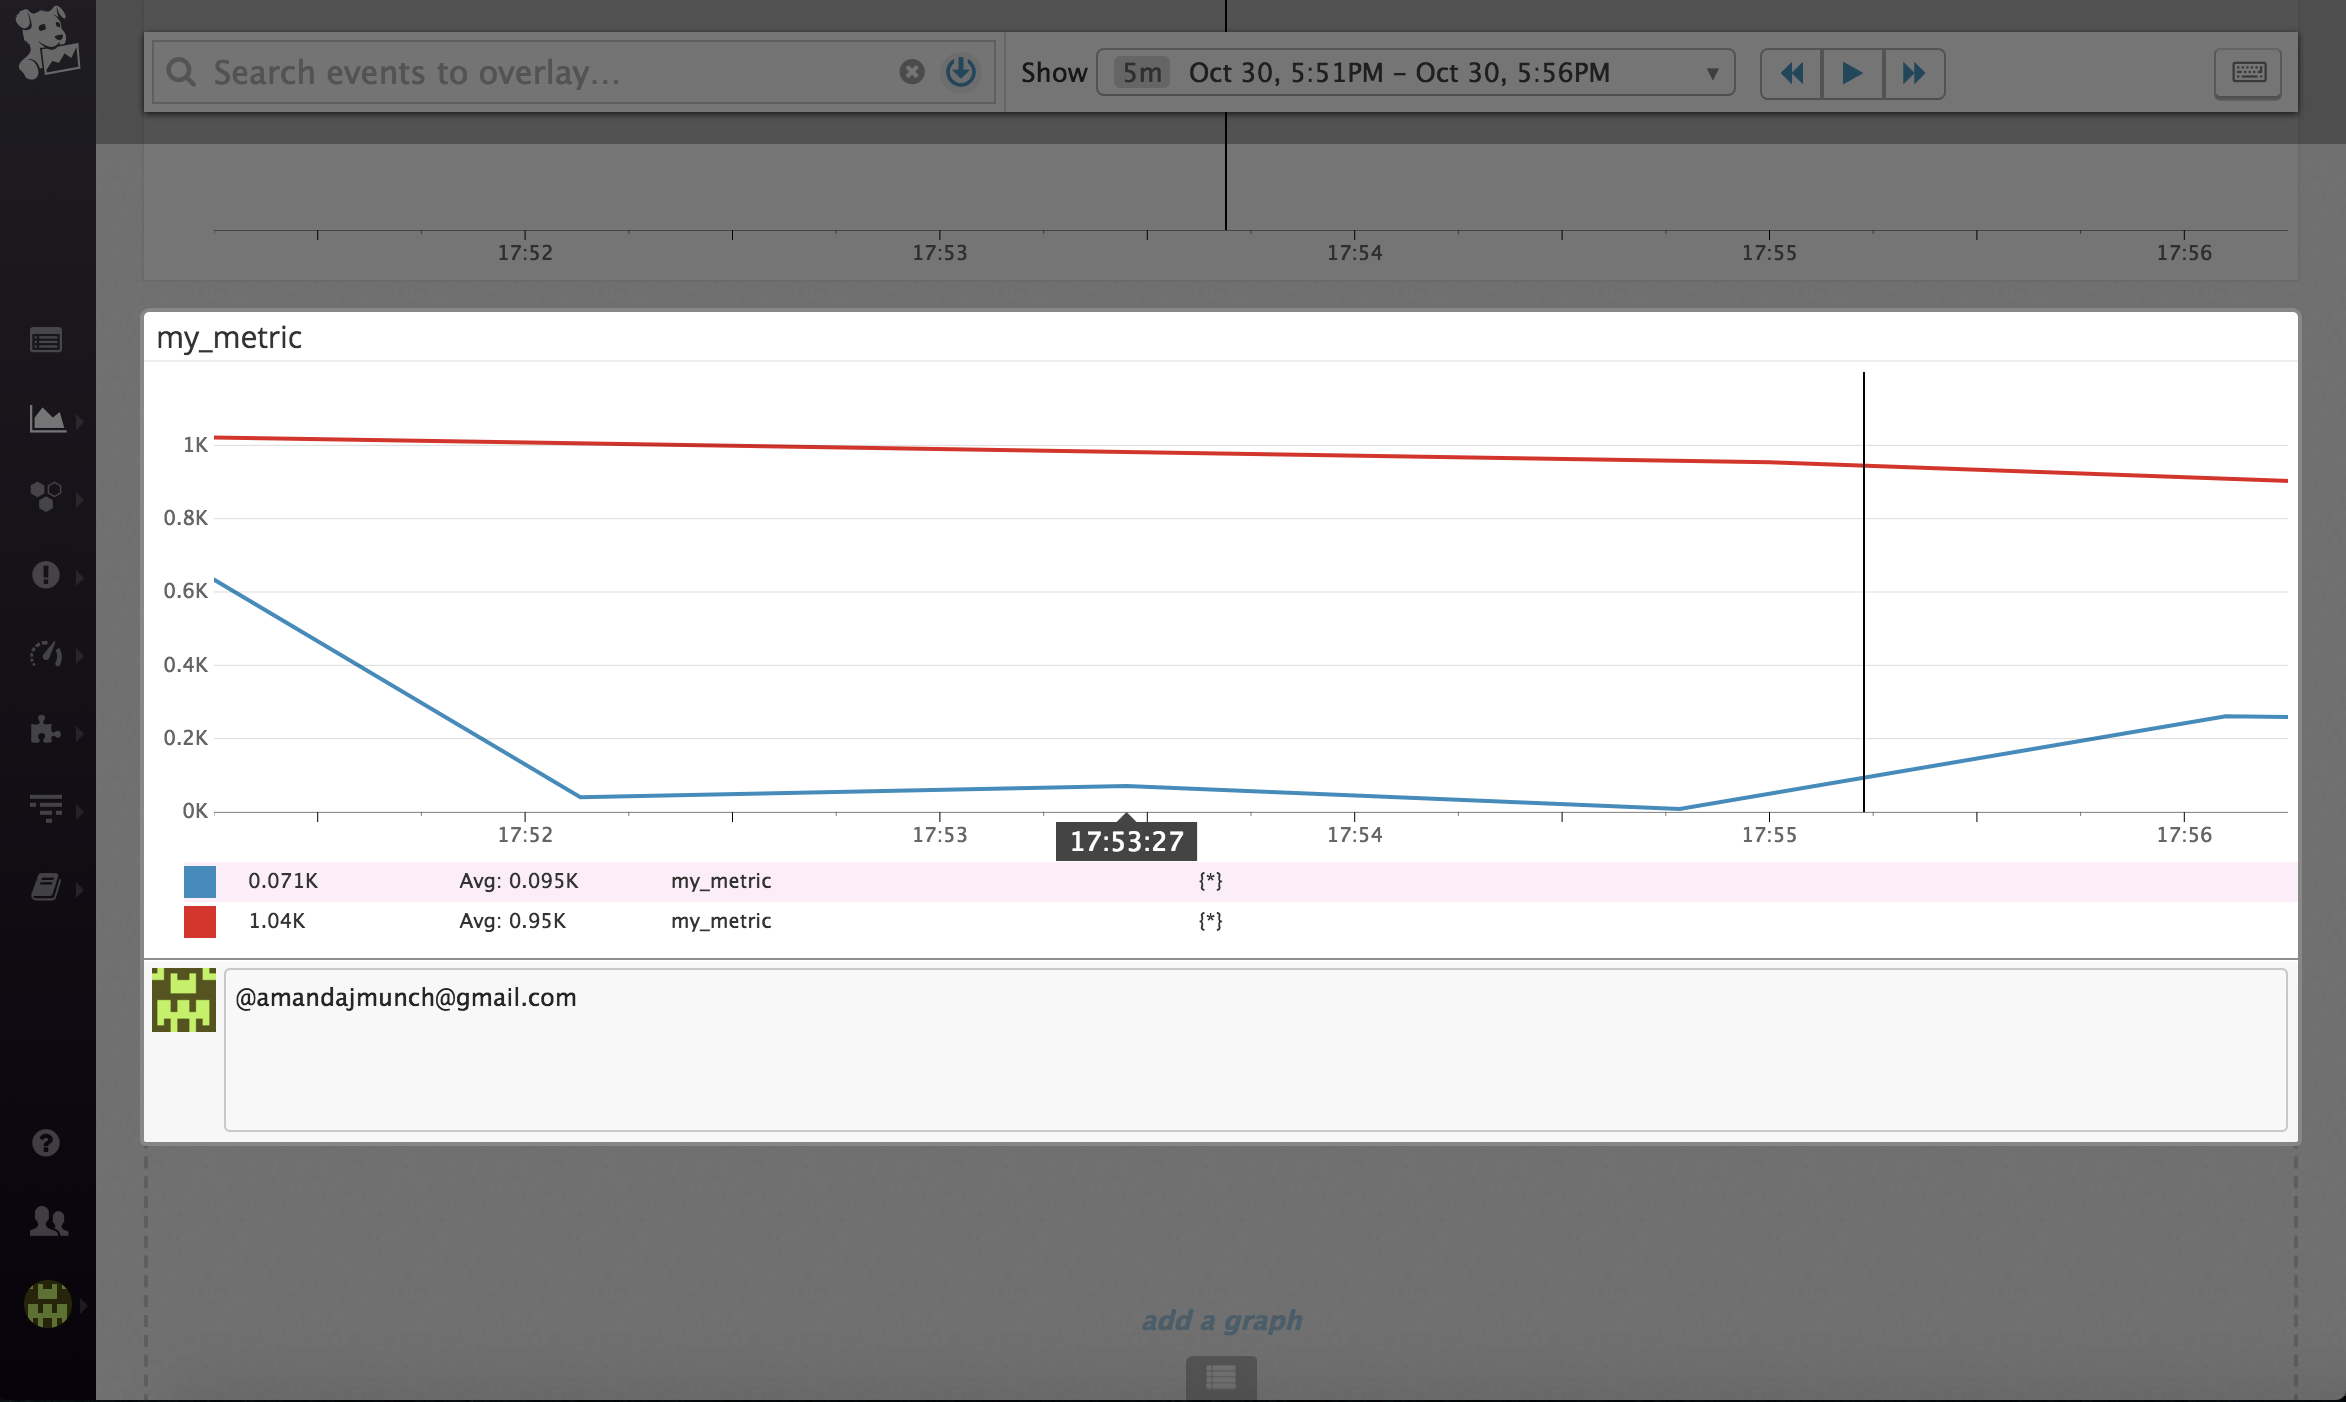 Search events to overlay...
Show 5m Oct 30, 5:51PM – Oct 30, 5:56PM
17:52 17:53 17:54 17:55 17:56
my_metric
1K
0.8K
0.6K
0.4K
0.2K
0K
17:52 17:53 17:54 17:55 17:56
17:53:27
0.071K Avg: 0.095K my_metric {*}
1.04K Avg: 0.95K my_metric {*}
@amandajmunch@gmail.com
add a graph